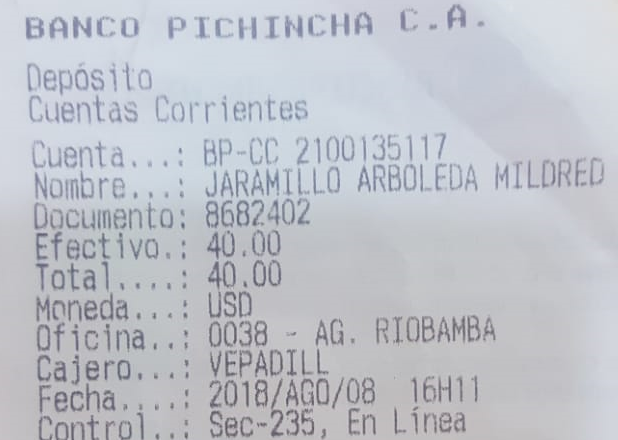 BANCO PICHINCHA C.A.
Depósito
Cuentas Corrientes
Cuenta...: BP-CC 2100135117
Nombre...: JARAMILLO ARBOLEDA MILDRED
Documento: 8682402
Efectivo.: 40.00
Total....: 40.00
Moneda...: USD
Oficina..: 0038 - AG. RIOBAMBA
Cajero...: VEPADILL
Fecha....: 2018/AGO/08 16H11
Control..: Sec-235, En Línea